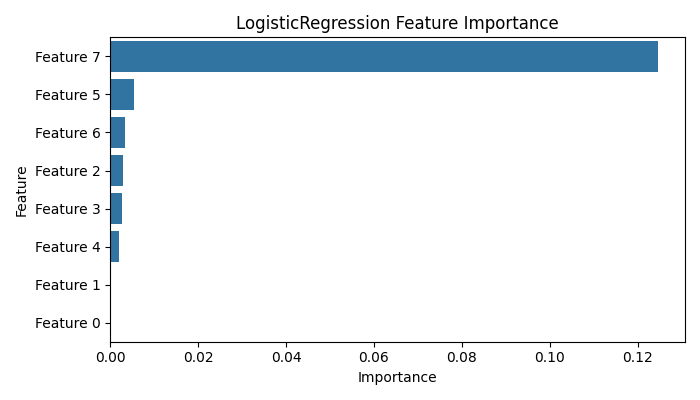 LogisticRegression Feature Importance
Feature
Feature 7
Feature 5
Feature 6
Feature 2
Feature 3
Feature 4
Feature 1
Feature 0
0.00 0.02 0.04 0.06 0.08 0.10 0.12
Importance